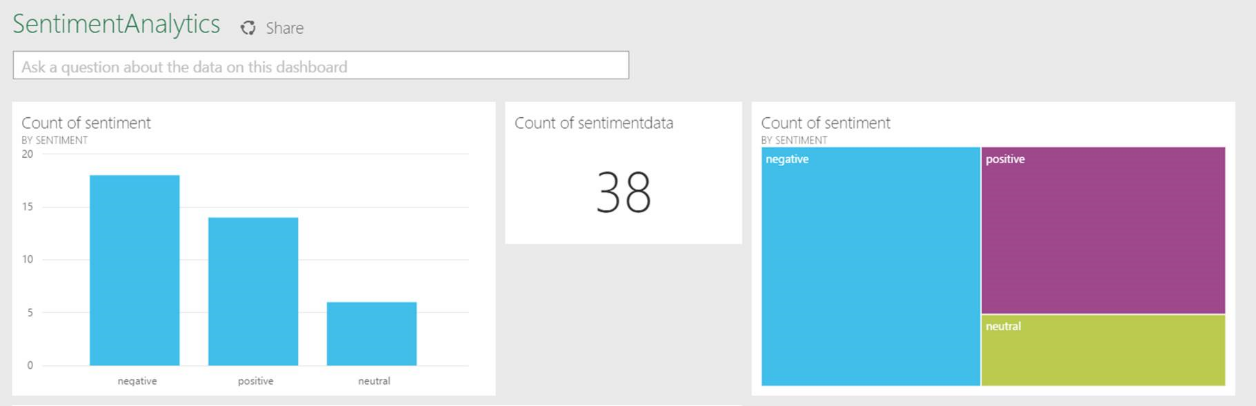 SentimentAnalytics Share
Ask a question about the data on this dashboard
Count of sentiment
BY SENTIMENT
20
15
10
5
0
negative positive neutral
Count of sentimentdata
38
Count of sentiment
BY SENTIMENT
negative
positive
neutral